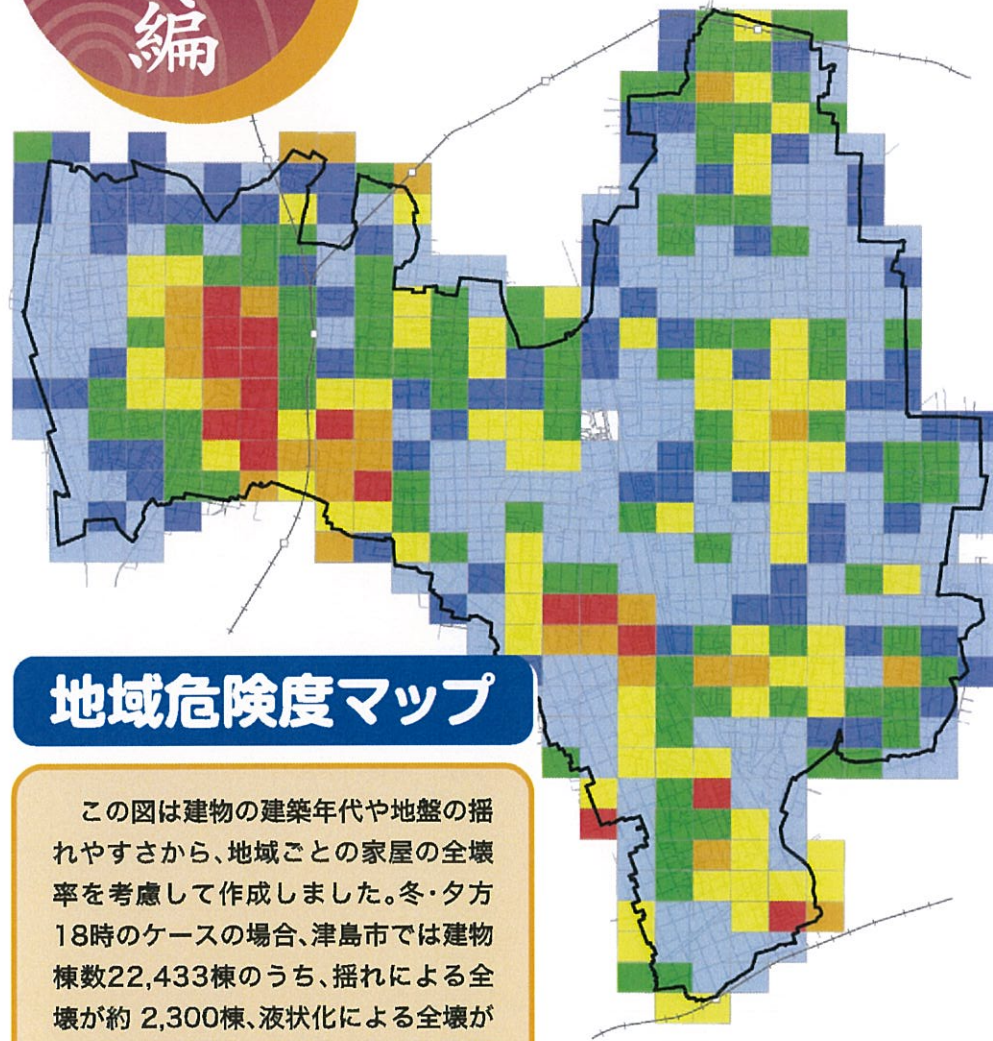 編
地域危険度マップ
この図は建物の建築年代や地盤の揺
れやすさから、地域ごとの家屋の全壊
率を考慮して作成しました。冬・夕方
18時のケースの場合、津島市では建物
棟数22,433棟のうち、揺れによる全
壊が約 2,300棟、液状化による全壊が